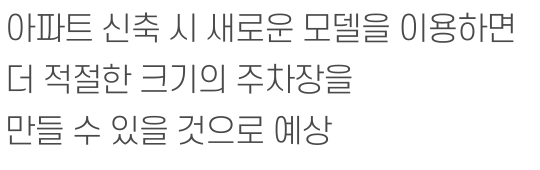 아파트 신축 시 새로운 모델을 이용하면
더 적절한 크기의 주차장을
만들 수 있을 것으로 예상